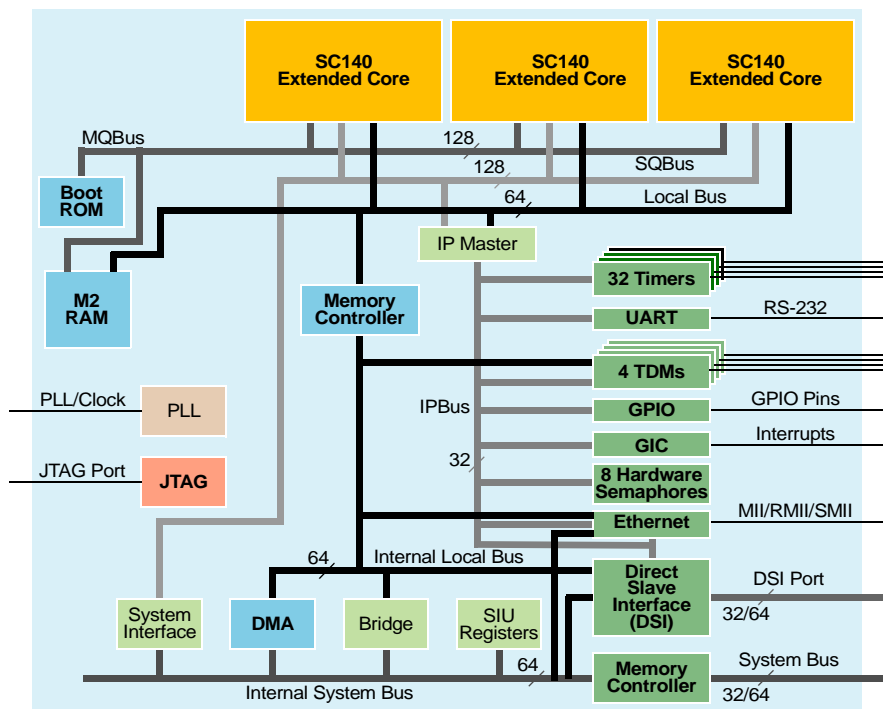 SC140
Extended Core
SC140
Extended Core
SC140
Extended Core
MQBus
128
128
SQBus
64
Local Bus
Boot
ROM
IP Master
M2
RAM
Memory
Controller
32 Timers
UART
RS-232
4 TDMs
PLL/Clock
PLL
IPBus
GPIO
GPIO Pins
GIC
Interrupts
32
JTAG Port
JTAG
8 Hardware
Semaphores
Ethernet
MII/RMII/SMII
64
Internal Local Bus
System
Interface
DMA
Bridge
SIU
Registers
Direct
Slave
Interface
(DSI)
DSI Port
32/64
64
Internal System Bus
Memory
Controller
System Bus
32/64